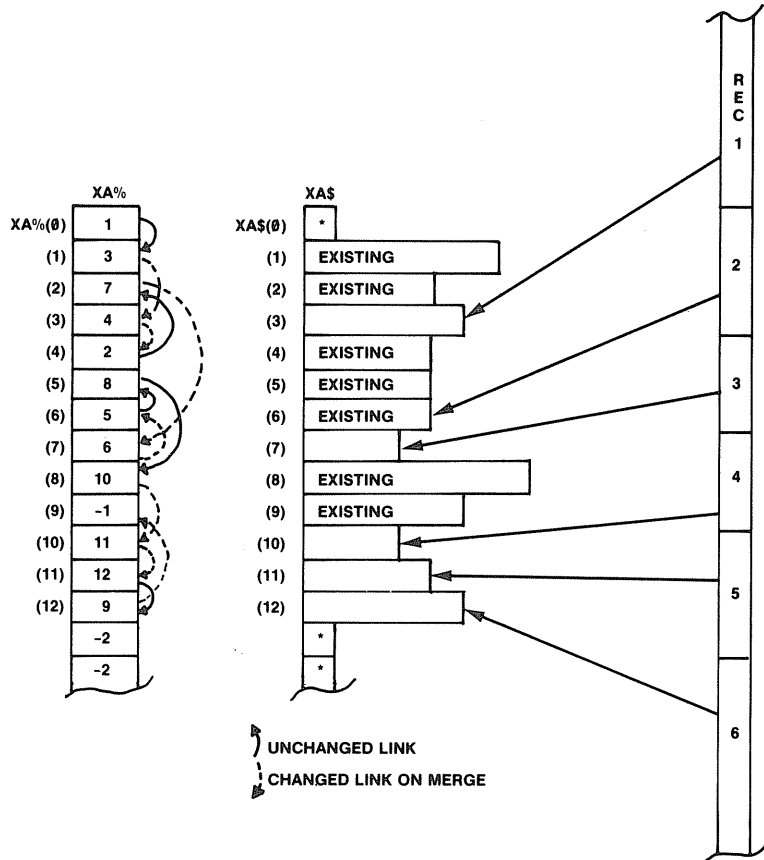 XA%
XA%(0) 1
(1) 3
(2) 7
(3) 4
(4) 2
(5) 8
(6) 5
(7) 6
(8) 10
(9) -1
(10) 11
(11) 12
(12) 9
-2
-2
XA$
XA$(0) *
(1) EXISTING
(2) EXISTING
(3)
(4) EXISTING
(5) EXISTING
(6) EXISTING
(7)
(8) EXISTING
(9) EXISTING
(10)
(11)
(12)
*
*
R
E
C
1
2
3
4
5
6
UNCHANGED LINK
CHANGED LINK ON MERGE